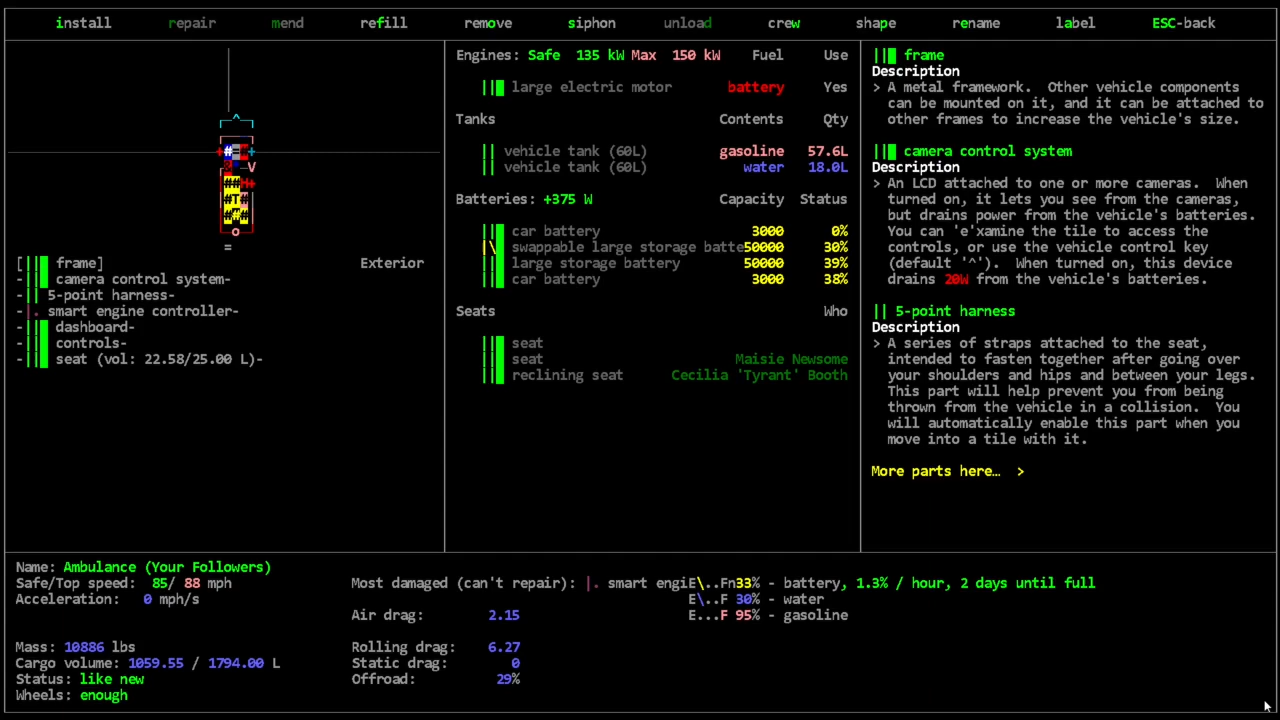 install repair mend refill remove siphon unload crew shape rename label ESC-back
Engines: Safe 135 kW Max 150 kW Fuel Use
large electric motor battery Yes
Tanks Contents Qty
vehicle tank (60L) gasoline 57.6L
vehicle tank (60L) water 18.0L
Batteries: +375 W Capacity Status
car battery 3000 0%
swappable large storage batte50000 30%
large storage battery 50000 39%
car battery 3000 38%
Seats Who
seat
seat Maisie Newsome
reclining seat Cecilia 'Tyrant' Booth
[|| frame] Exterior
-|| camera control system-
-|| 5-point harness-
-|. smart engine controller-
-|| dashboard-
-|| controls-
-|| seat (vol: 22.58/25.00 L)-
|| frame
Description
> A metal framework. Other vehicle components
can be mounted on it, and it can be attached to
other frames to increase the vehicle's size.
|| camera control system
Description
> An LCD attached to one or more cameras. When
turned on, it lets you see from the cameras,
but drains power from the vehicle's batteries.
You can 'e'xamine the tile to access the
controls, or use the vehicle control key
(default '^'). When turned on, this device
drains 20W from the vehicle's batteries.
|| 5-point harness
Description
> A series of straps attached to the seat,
intended to fasten together after going over
your shoulders and hips and between your legs.
This part will help prevent you from being
thrown from the vehicle in a collision. You
will automatically enable this part when you
move into a tile with it.
More parts here… >
Name: Ambulance (Your Followers)
Safe/Top speed: 85/ 88 mph
Acceleration: 0 mph/s
Mass: 10886 lbs
Cargo volume: 1059.55 / 1794.00 L
Status: like new
Wheels: enough
Most damaged (can't repair): |. smart engiE\..Fn33% - battery, 1.3% / hour, 2 days until full
E\..F 30% - water
Air drag: 2.15 E...F 95% - gasoline
Rolling drag: 6.27
Static drag: 0
Offroad: 29%